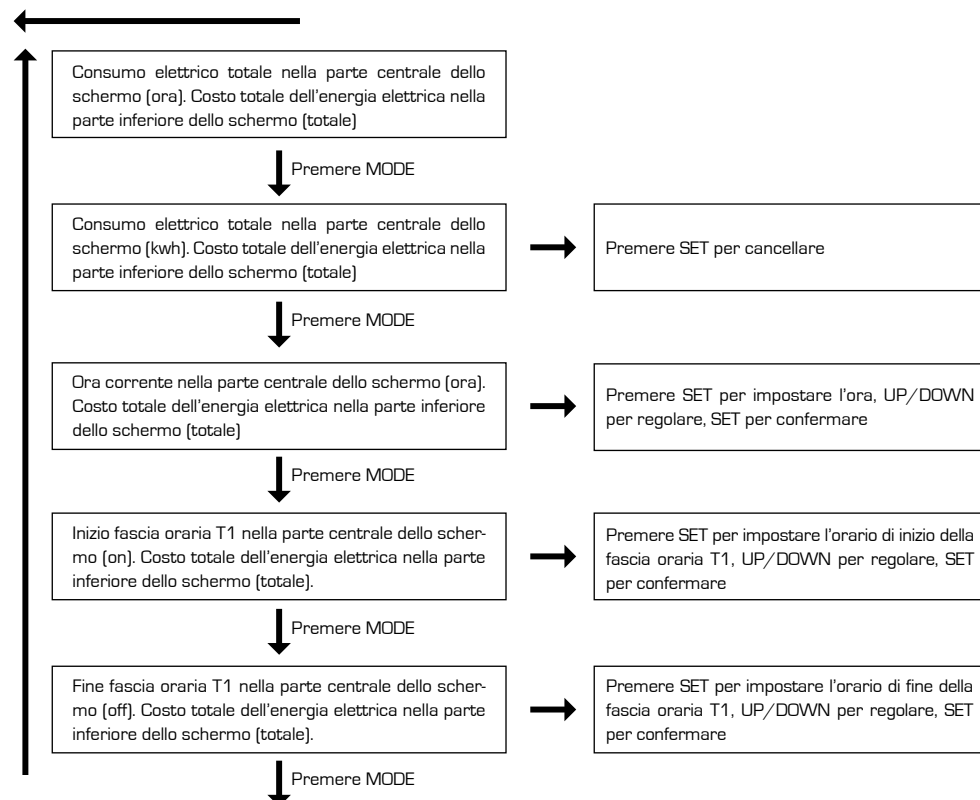 Consumo elettrico totale nella parte centrale dello
schermo (ora). Costo totale dell'energia elettrica nella
parte inferiore dello schermo (totale)
Premere MODE
Consumo elettrico totale nella parte centrale dello
schermo (kwh). Costo totale dell'energia elettrica nella
parte inferiore dello schermo (totale)
Premere SET per cancellare
Premere MODE
Ora corrente nella parte centrale dello schermo (ora).
Costo totale dell'energia elettrica nella parte inferiore
dello schermo (totale)
Premere SET per impostare l'ora, UP/DOWN
per regolare, SET per confermare
Premere MODE
Inizio fascia oraria T1 nella parte centrale dello scher-
mo (on). Costo totale dell'energia elettrica nella parte
inferiore dello schermo (totale).
Premere SET per impostare l'orario di inizio della
fascia oraria T1, UP/DOWN per regolare, SET
per confermare
Premere MODE
Fine fascia oraria T1 nella parte centrale dello scher-
mo (off). Costo totale dell'energia elettrica nella parte
inferiore dello schermo (totale).
Premere SET per impostare l'orario di fine della
fascia oraria T1, UP/DOWN per regolare, SET
per confermare
Premere MODE